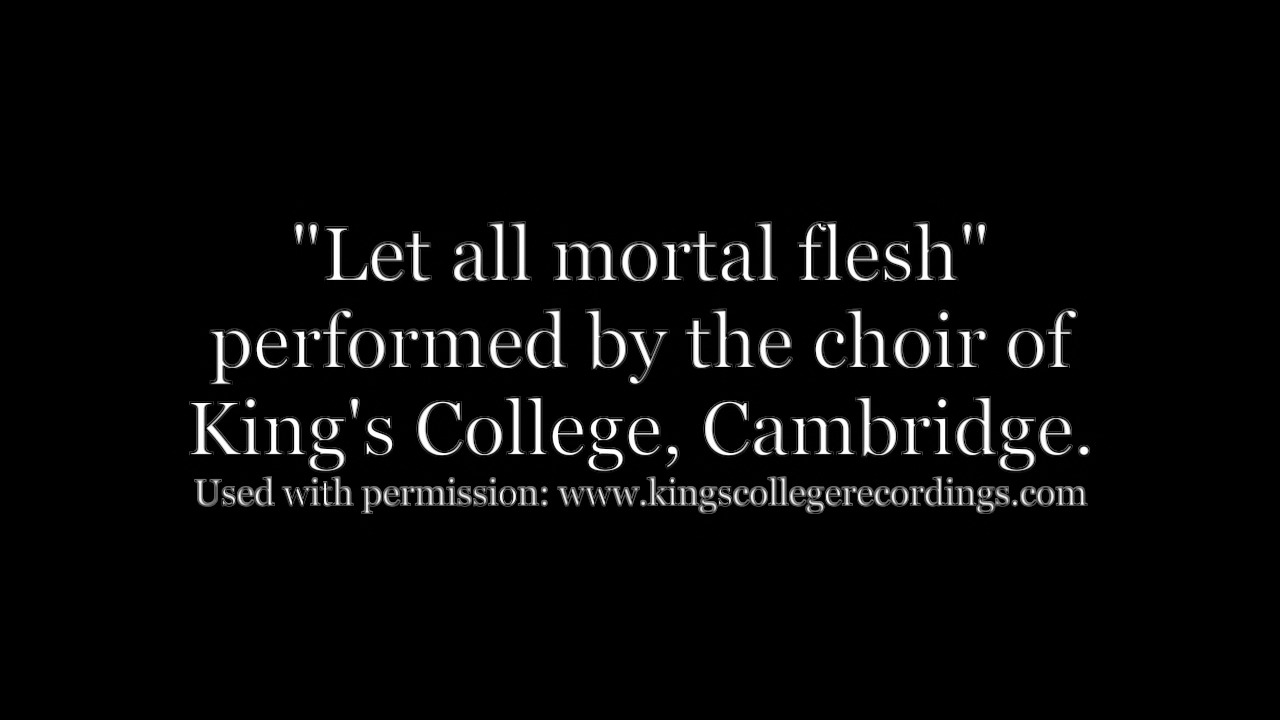 "Let all mortal flesh"
performed by the choir of
King's College, Cambridge.
Used with permission: www.kingscollegerecordings.com